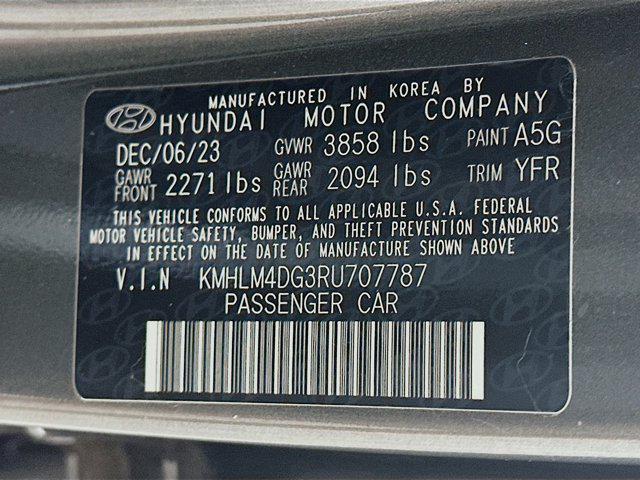 MANUFACTURED IN KOREA BY
HYUNDAI MOTOR COMPANY
DEC/06/23 GVWR 3858 lbs PAINT A5G
GAWR FRONT 2271 lbs GAWR REAR 2094 lbs TRIM YFR
THIS VEHICLE CONFORMS TO ALL APPLICABLE U.S.A. FEDERAL
MOTOR VEHICLE SAFETY, BUMPER, AND THEFT PREVENTION STANDARDS
IN EFFECT ON THE DATE OF MANUFACTURE SHOWN ABOVE
V.I.N KMHLM4DG3RU707787
PASSENGER CAR